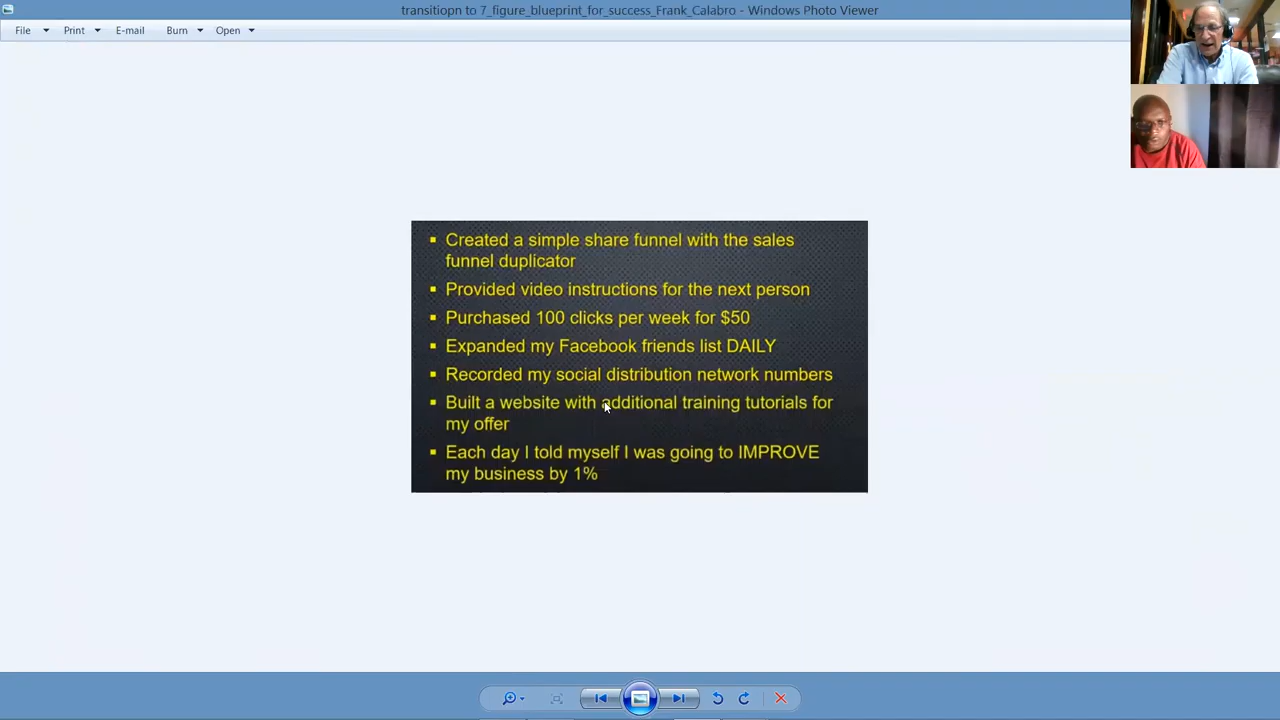 transitiopn to 7_figure_blueprint_for_success_Frank_Calabro - Windows Photo Viewer
File Print E-mail Burn Open
▪ Created a simple share funnel with the sales
funnel duplicator
▪ Provided video instructions for the next person
▪ Purchased 100 clicks per week for $50
▪ Expanded my Facebook friends list DAILY
▪ Recorded my social distribution network numbers
▪ Built a website with additional training tutorials for
my offer
▪ Each day I told myself I was going to IMPROVE
my business by 1%